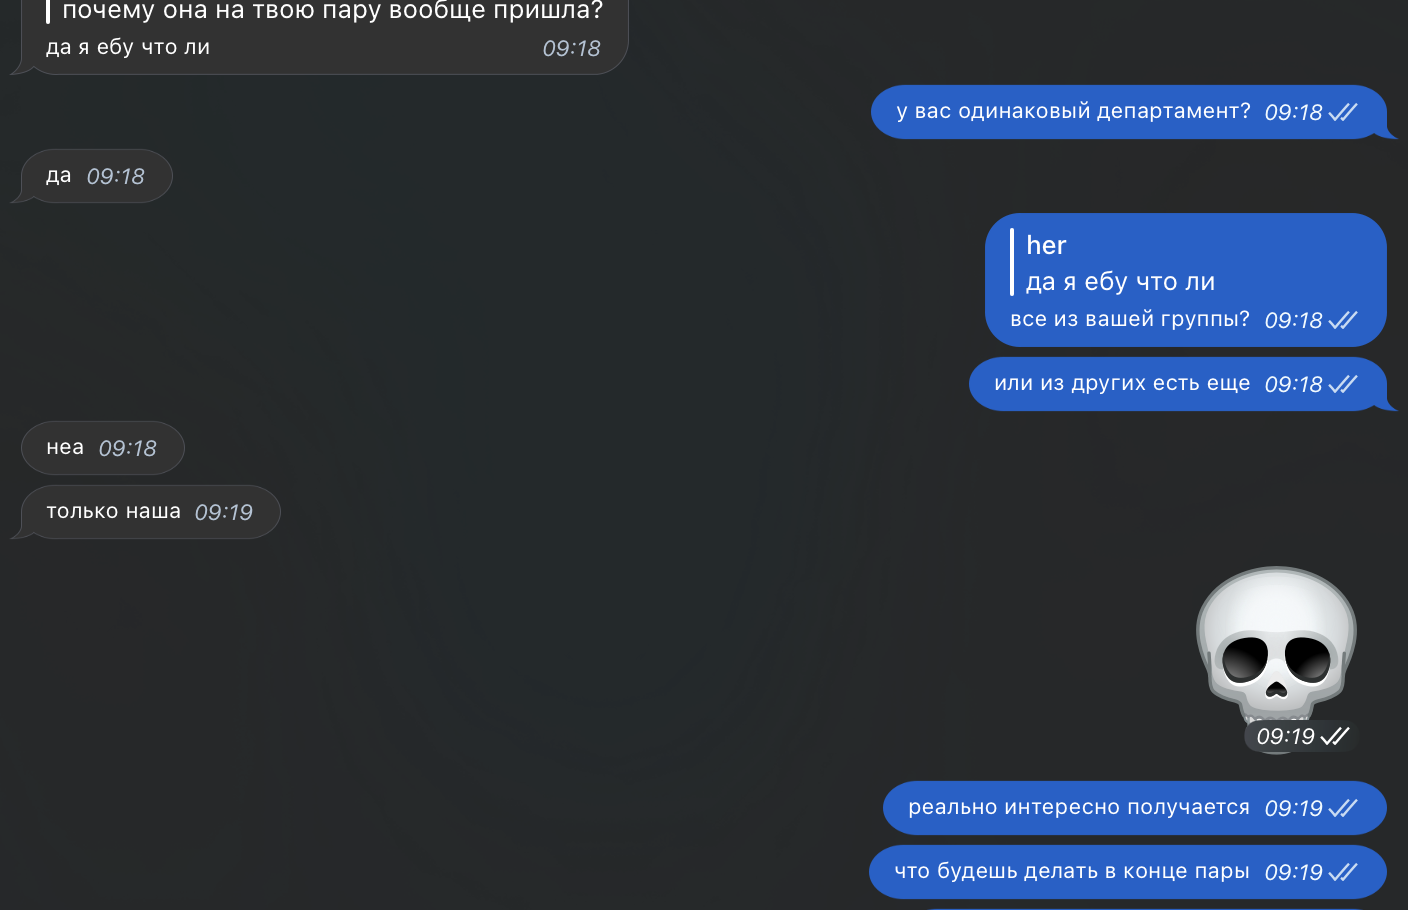 почему она на твою пару вообще пришла?
да я ебу что ли 09:18
у вас одинаковый департамент? 09:18
да 09:18
her
да я ебу что ли
все из вашей группы? 09:18
или из других есть еще 09:18
неа 09:18
только наша 09:19
09:19
реально интересно получается 09:19
что будешь делать в конце пары 09:19